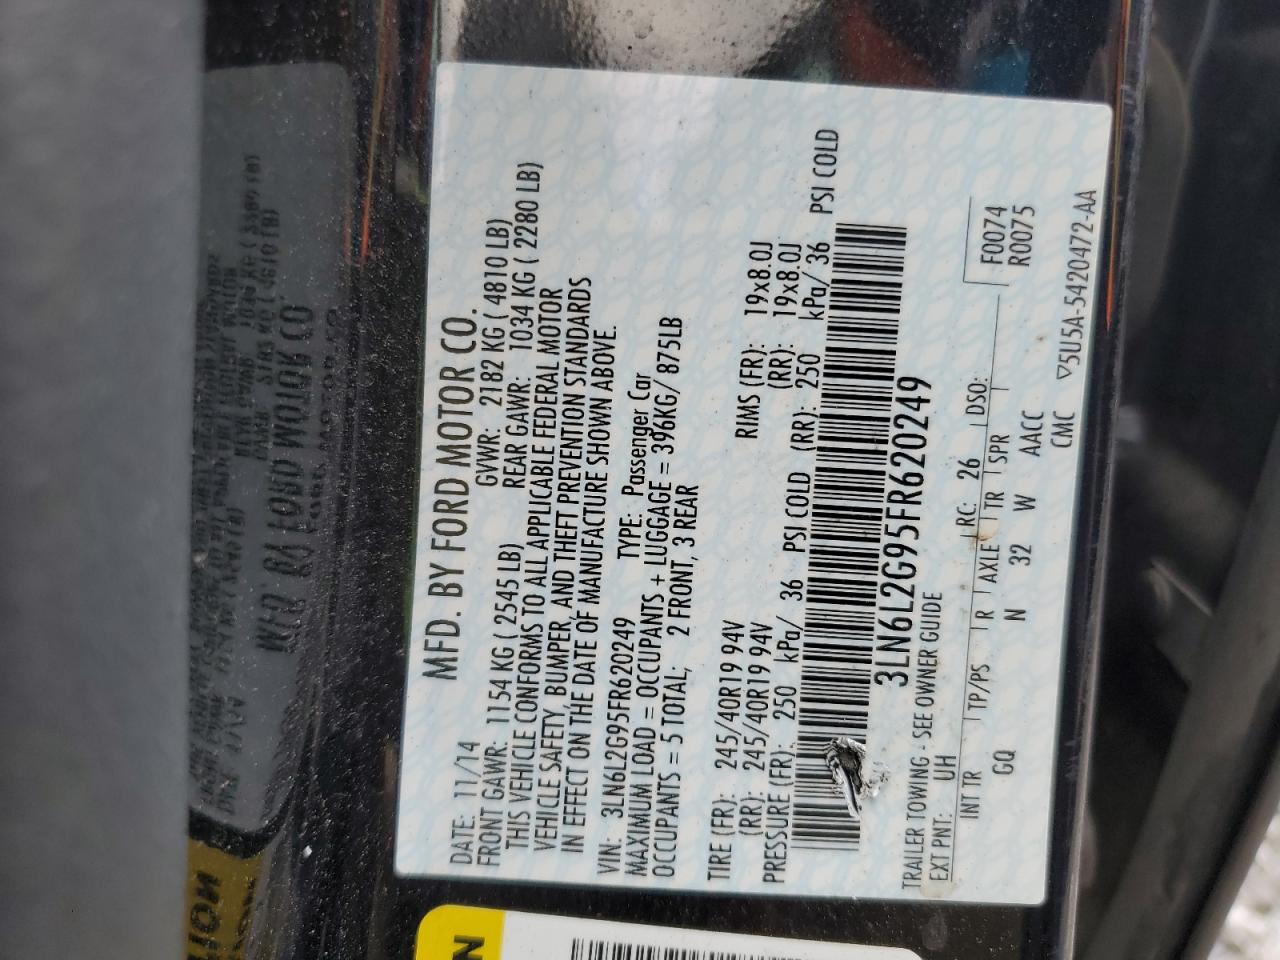 MFD. BY FORD MOTOR CO.
DATE: 11/14 GVWR: 2182 KG ( 4810 LB)
FRONT GAWR: 1154 KG ( 2545 LB) REAR GAWR: 1034 KG ( 2280 LB)
THIS VEHICLE CONFORMS TO ALL APPLICABLE FEDERAL MOTOR
VEHICLE SAFETY, BUMPER, AND THEFT PREVENTION STANDARDS
IN EFFECT ON THE DATE OF MANUFACTURE SHOWN ABOVE.
VIN: 3LN6L2G95FR620249 TYPE: Passenger Car
MAXIMUM LOAD = OCCUPANTS + LUGGAGE = 396KG/ 875LB
OCCUPANTS = 5 TOTAL, 2 FRONT, 3 REAR
TIRE (FR): 245/40R19 94V RIMS (FR): 19x8.0J
(RR): 245/40R19 94V (RR): 19x8.0J
PRESSURE (FR): 250 kPa/ 36 PSI COLD (RR): 250 kPa/ 36 PSI COLD
3LN6L2G95FR620249
TRAILER TOWING - SEE OWNER GUIDE
EXT PNT: UH RC: 26 DSO:
INT TR TP/PS R AXLE TR SPR F0074
GQ N 32 W AACC R0075
CMC ▽5U5A-5420472-AA